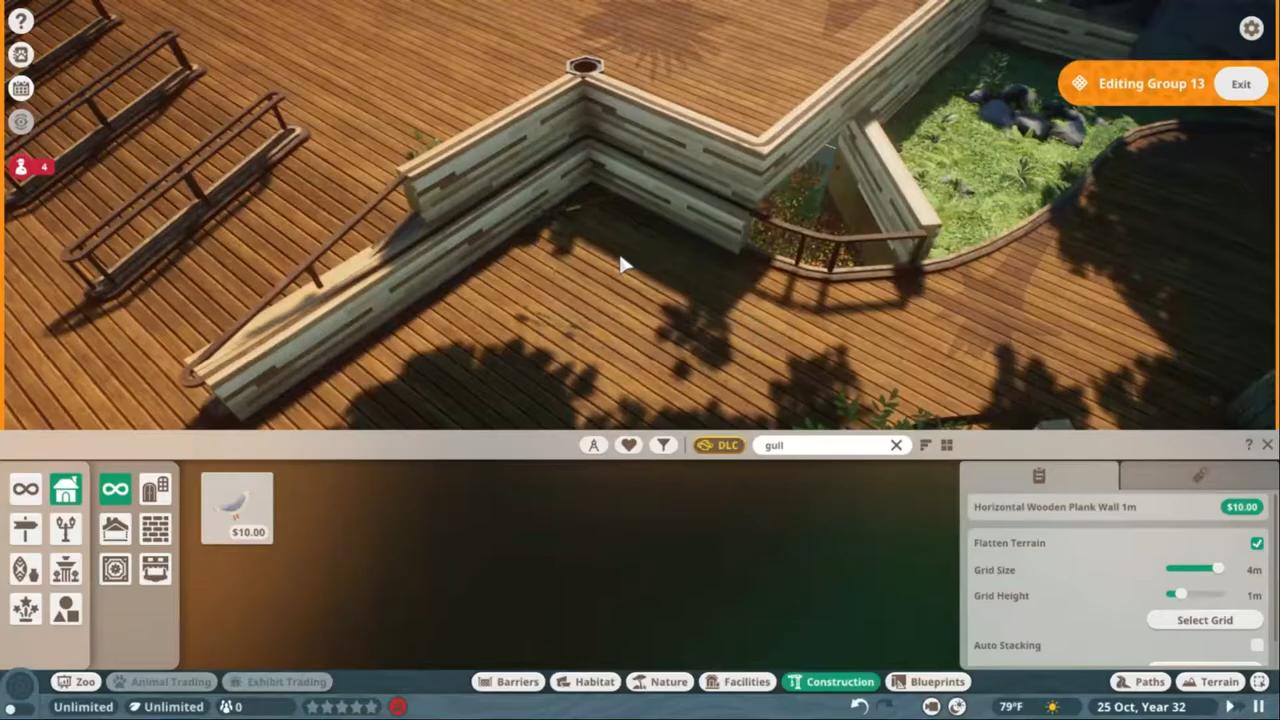 ?
Editing Group 13 Exit
4
DLC gull
?
$10.00
Horizontal Wooden Plank Wall 1m $10.00
Flatten Terrain
Grid Size 4m
Grid Height 1m
Select Grid
Auto Stacking
Zoo Animal Trading Exhibit Trading Barriers Habitat Nature Facilities Construction Blueprints Paths Terrain
Unlimited Unlimited 0 79°F 25 Oct, Year 32